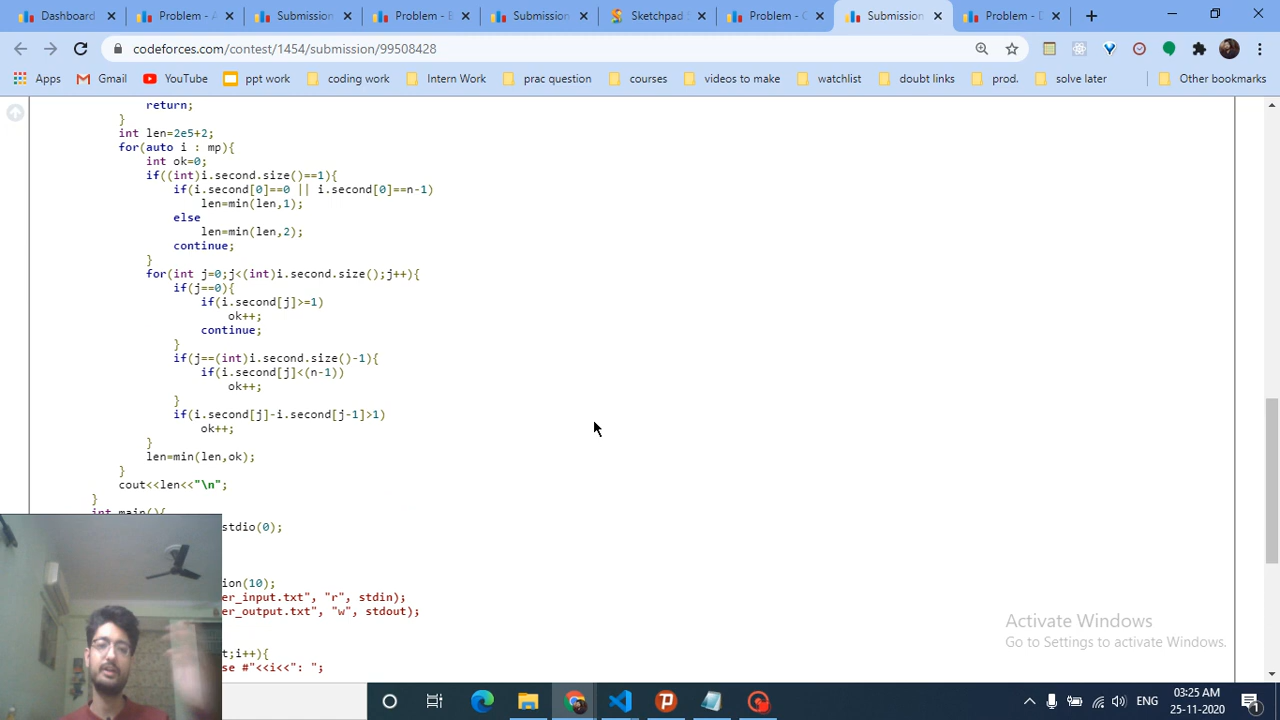 Dashboard
Problem - A
Submission
Problem - B
Submission
Sketchpad
Problem - C
Submission
Problem - D
codeforces.com/contest/1454/submission/99508428
Apps
Gmail
YouTube
ppt work
coding work
Intern Work
prac question
courses
videos to make
watchlist
doubt links
prod.
solve later
Other bookmarks
return;
}
int len=2e5+2;
for(auto i : mp){
int ok=0;
if((int)i.second.size()==1){
if(i.second[0]==0 || i.second[0]==n-1)
len=min(len,1);
else
len=min(len,2);
continue;
}
for(int j=0;j<(int)i.second.size();j++){
if(j==0){
if(i.second[j]>=1)
ok++;
continue;
}
if(j==(int)i.second.size()-1){
if(i.second[j]<(n-1))
ok++;
}
if(i.second[j]-i.second[j-1]>1)
ok++;
}
len=min(len,ok);
}
cout<<len<<"\n";
}
int main(){
stdio(0);
ion(10);
er_input.txt", "r", stdin);
er_output.txt", "w", stdout);
t;i++){
se #"<<i<<": ";
Activate Windows
Go to Settings to activate Windows.
ENG
03:25 AM
25-11-2020
1